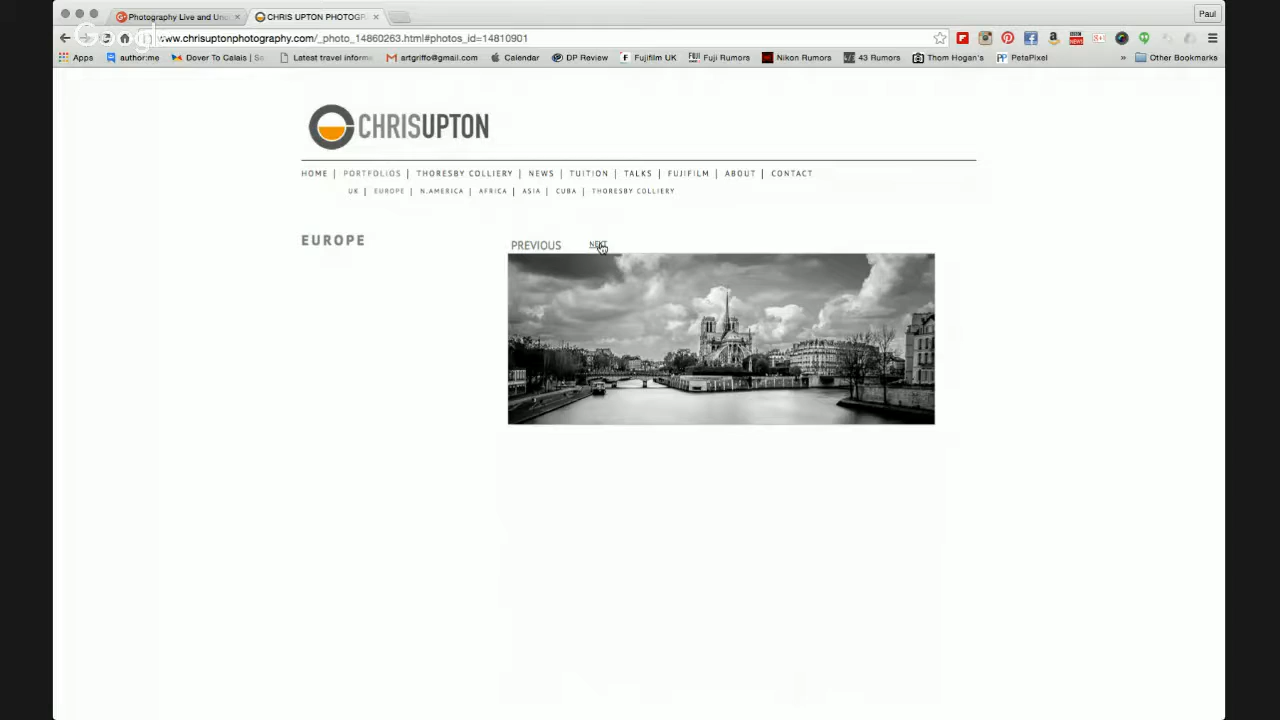 Photography Live and Un
CHRIS UPTON PHOTOGR
Paul
www.chrisuptonphotography.com/_photo_14860263.html#photos_id=14810901
Apps author:me Dover To Calais | Sa Latest travel inform artgriffo@gmail.com Calendar DP Review Fujifilm UK Fuji Rumors Nikon Rumors 43 Rumors Thom Hogan's PetaPixel » Other Bookmarks
CHRISUPTON
HOME | PORTFOLIOS | THORESBY COLLIERY | NEWS | TUITION | TALKS | FUJIFILM | ABOUT | CONTACT
UK | EUROPE | N.AMERICA | AFRICA | ASIA | CUBA | THORESBY COLLIERY
EUROPE
PREVIOUS NEXT